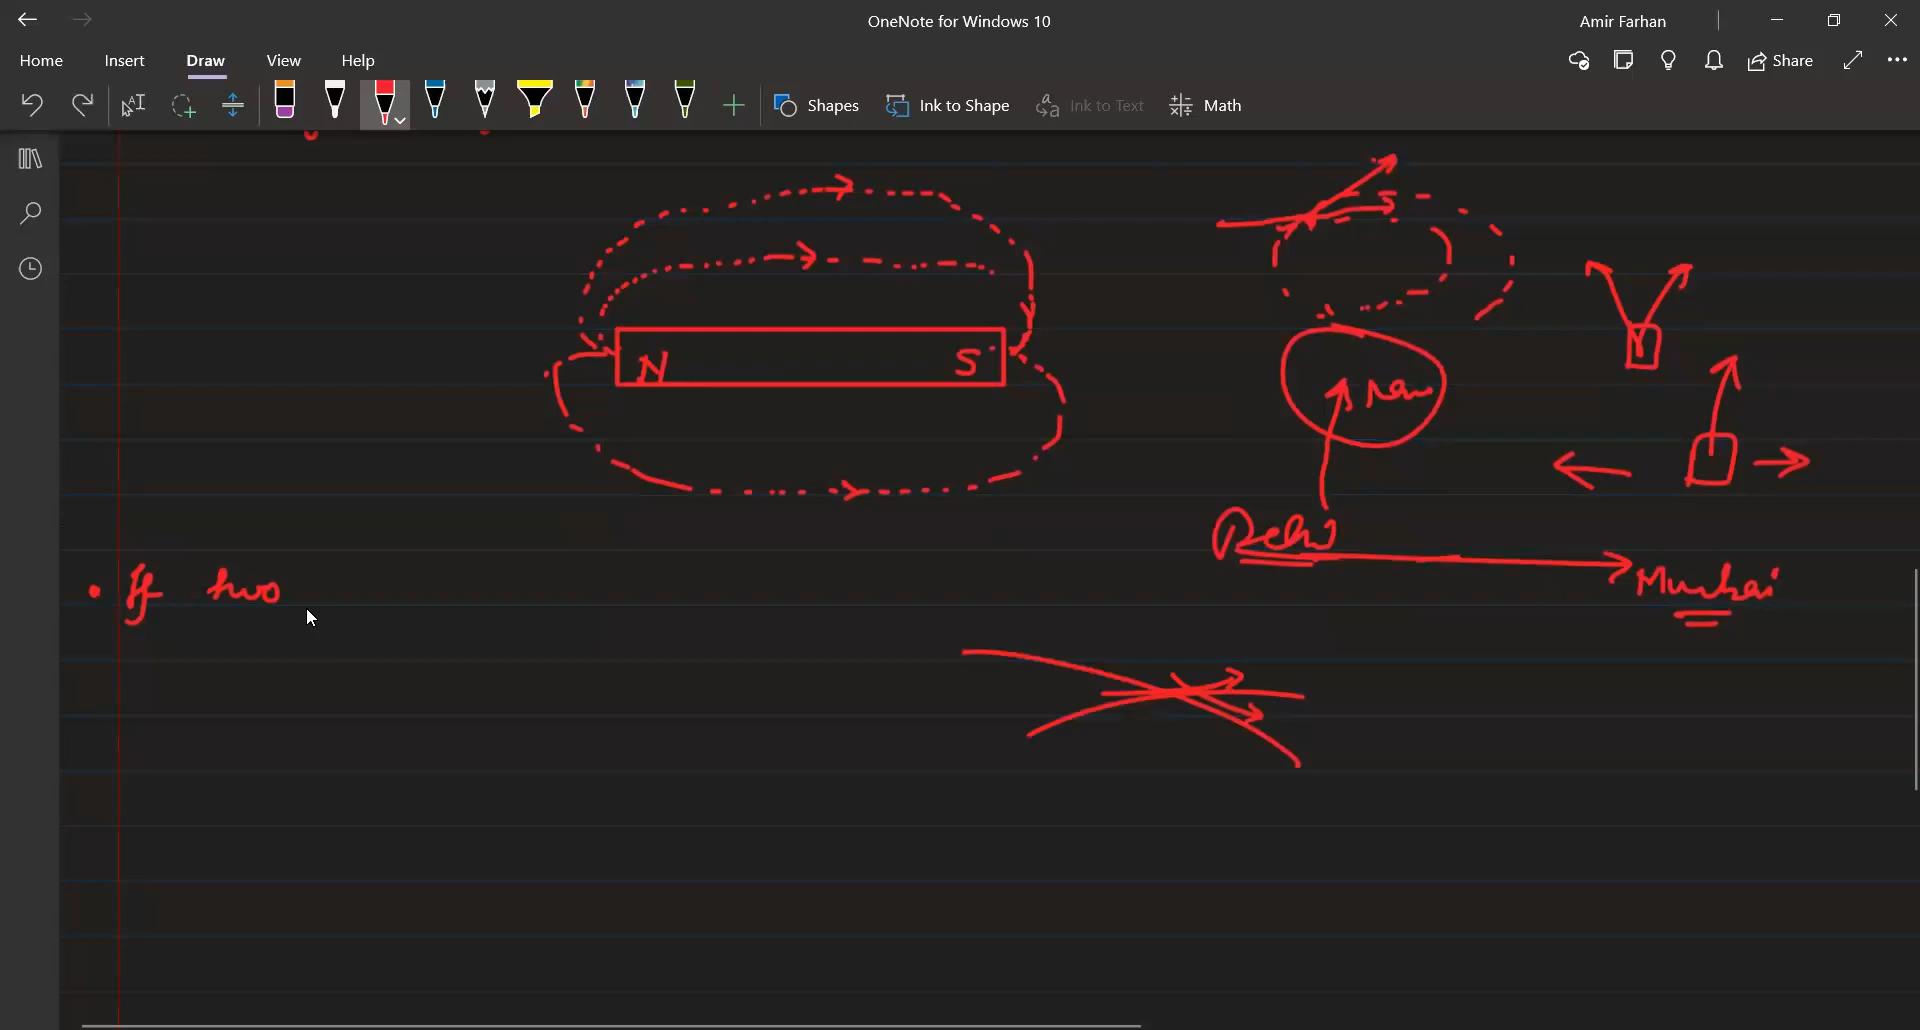 OneNote for Windows 10
Amir Farhan
Home Insert Draw View Help
Share
Shapes Ink to Shape Ink to Text Math
N S
Ram
Delhi
Mumbai
• If two